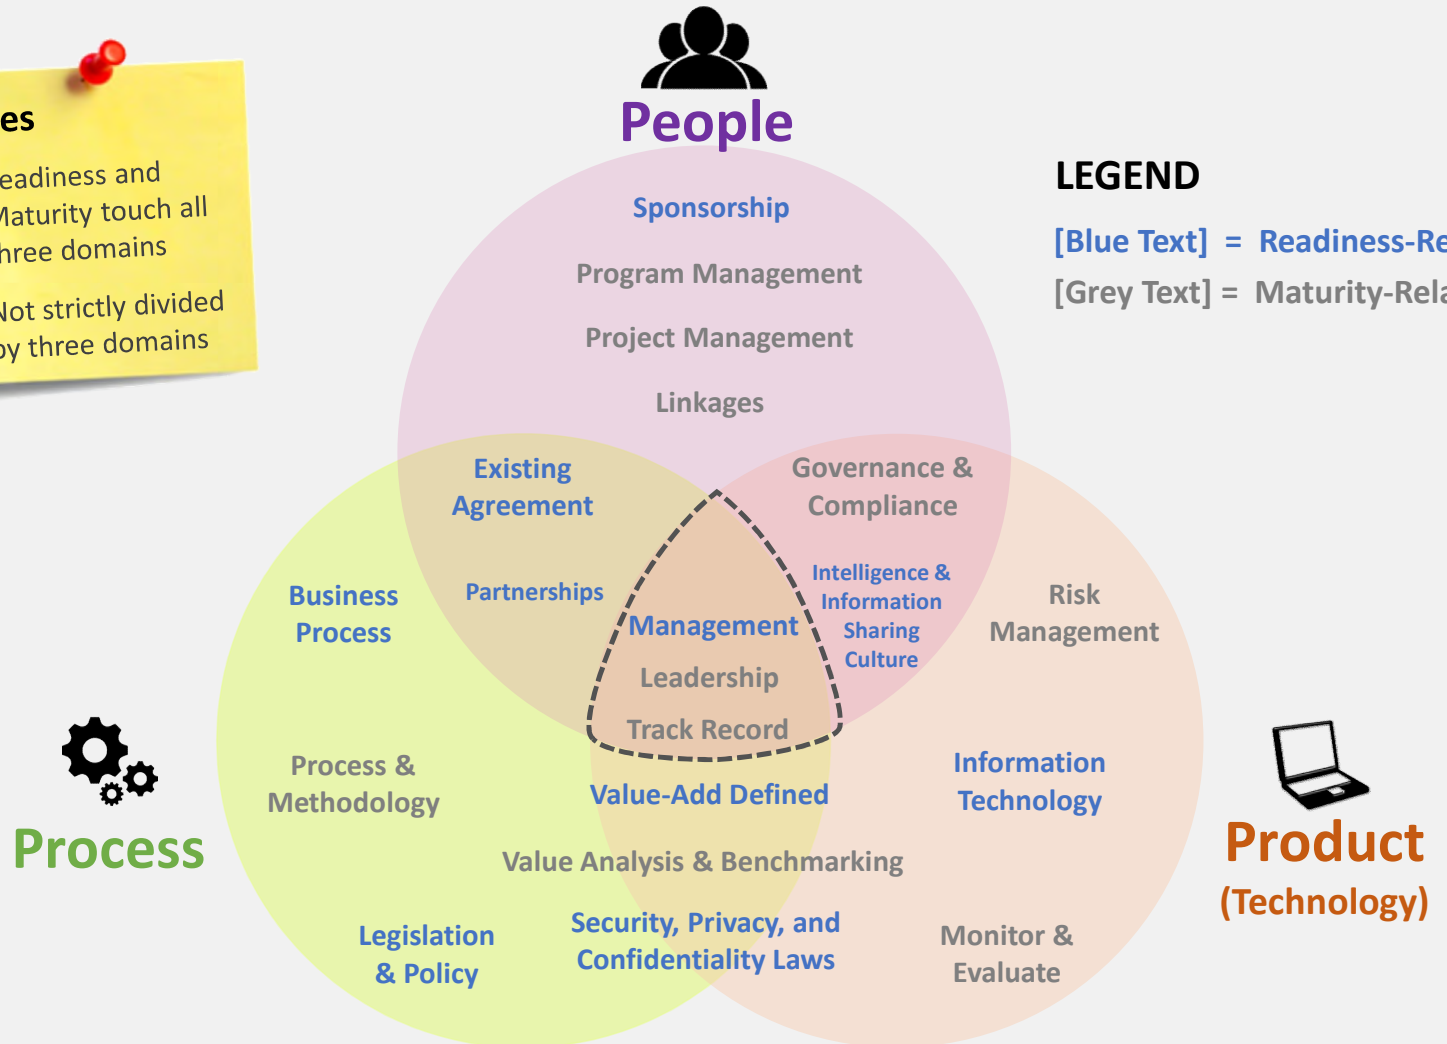 es
eadiness and
Maturity touch all
hree domains
Not strictly divided
by three domains
People
LEGEND
[Blue Text] = Readiness-Re
[Grey Text] = Maturity-Rela
Sponsorship
Program Management
Project Management
Linkages
Existing
Agreement
Governance &
Compliance
Partnerships
Intelligence &
Information
Sharing
Culture
Business
Process
Risk
Management
Management
Leadership
Track Record
Process &
Methodology
Information
Technology
Process
Product
(Technology)
Value-Add Defined
Value Analysis & Benchmarking
Legislation
& Policy
Security, Privacy, and
Confidentiality Laws
Monitor &
Evaluate